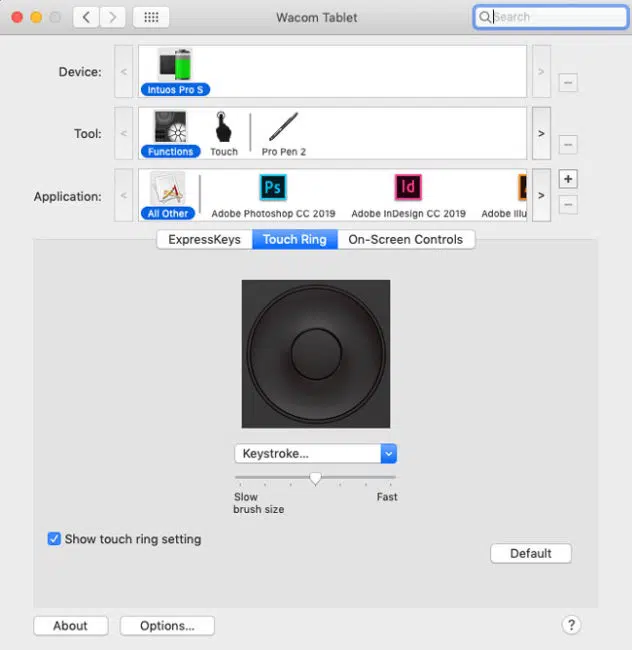 Wacom Tablet
Search
Device:
Intuos Pro S
Tool:
Functions
Touch
Pro Pen 2
Application:
All Other
Ps
Adobe Photoshop CC 2019
Id
Adobe InDesign CC 2019
Adobe Illu
ExpressKeys
Touch Ring
On-Screen Controls
Keystroke...
Slow
Fast
brush size
Show touch ring setting
Default
About
Options...
?